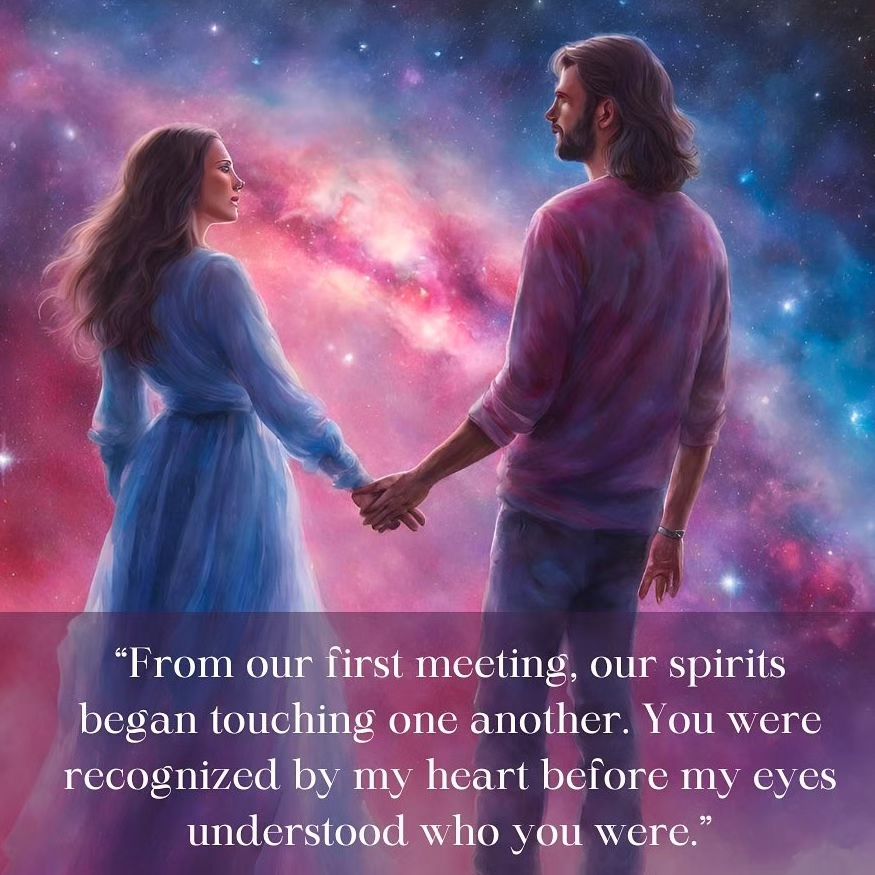 “From our first meeting, our spirits
began touching one another. You were
recognized by my heart before my eyes
understood who you were.”